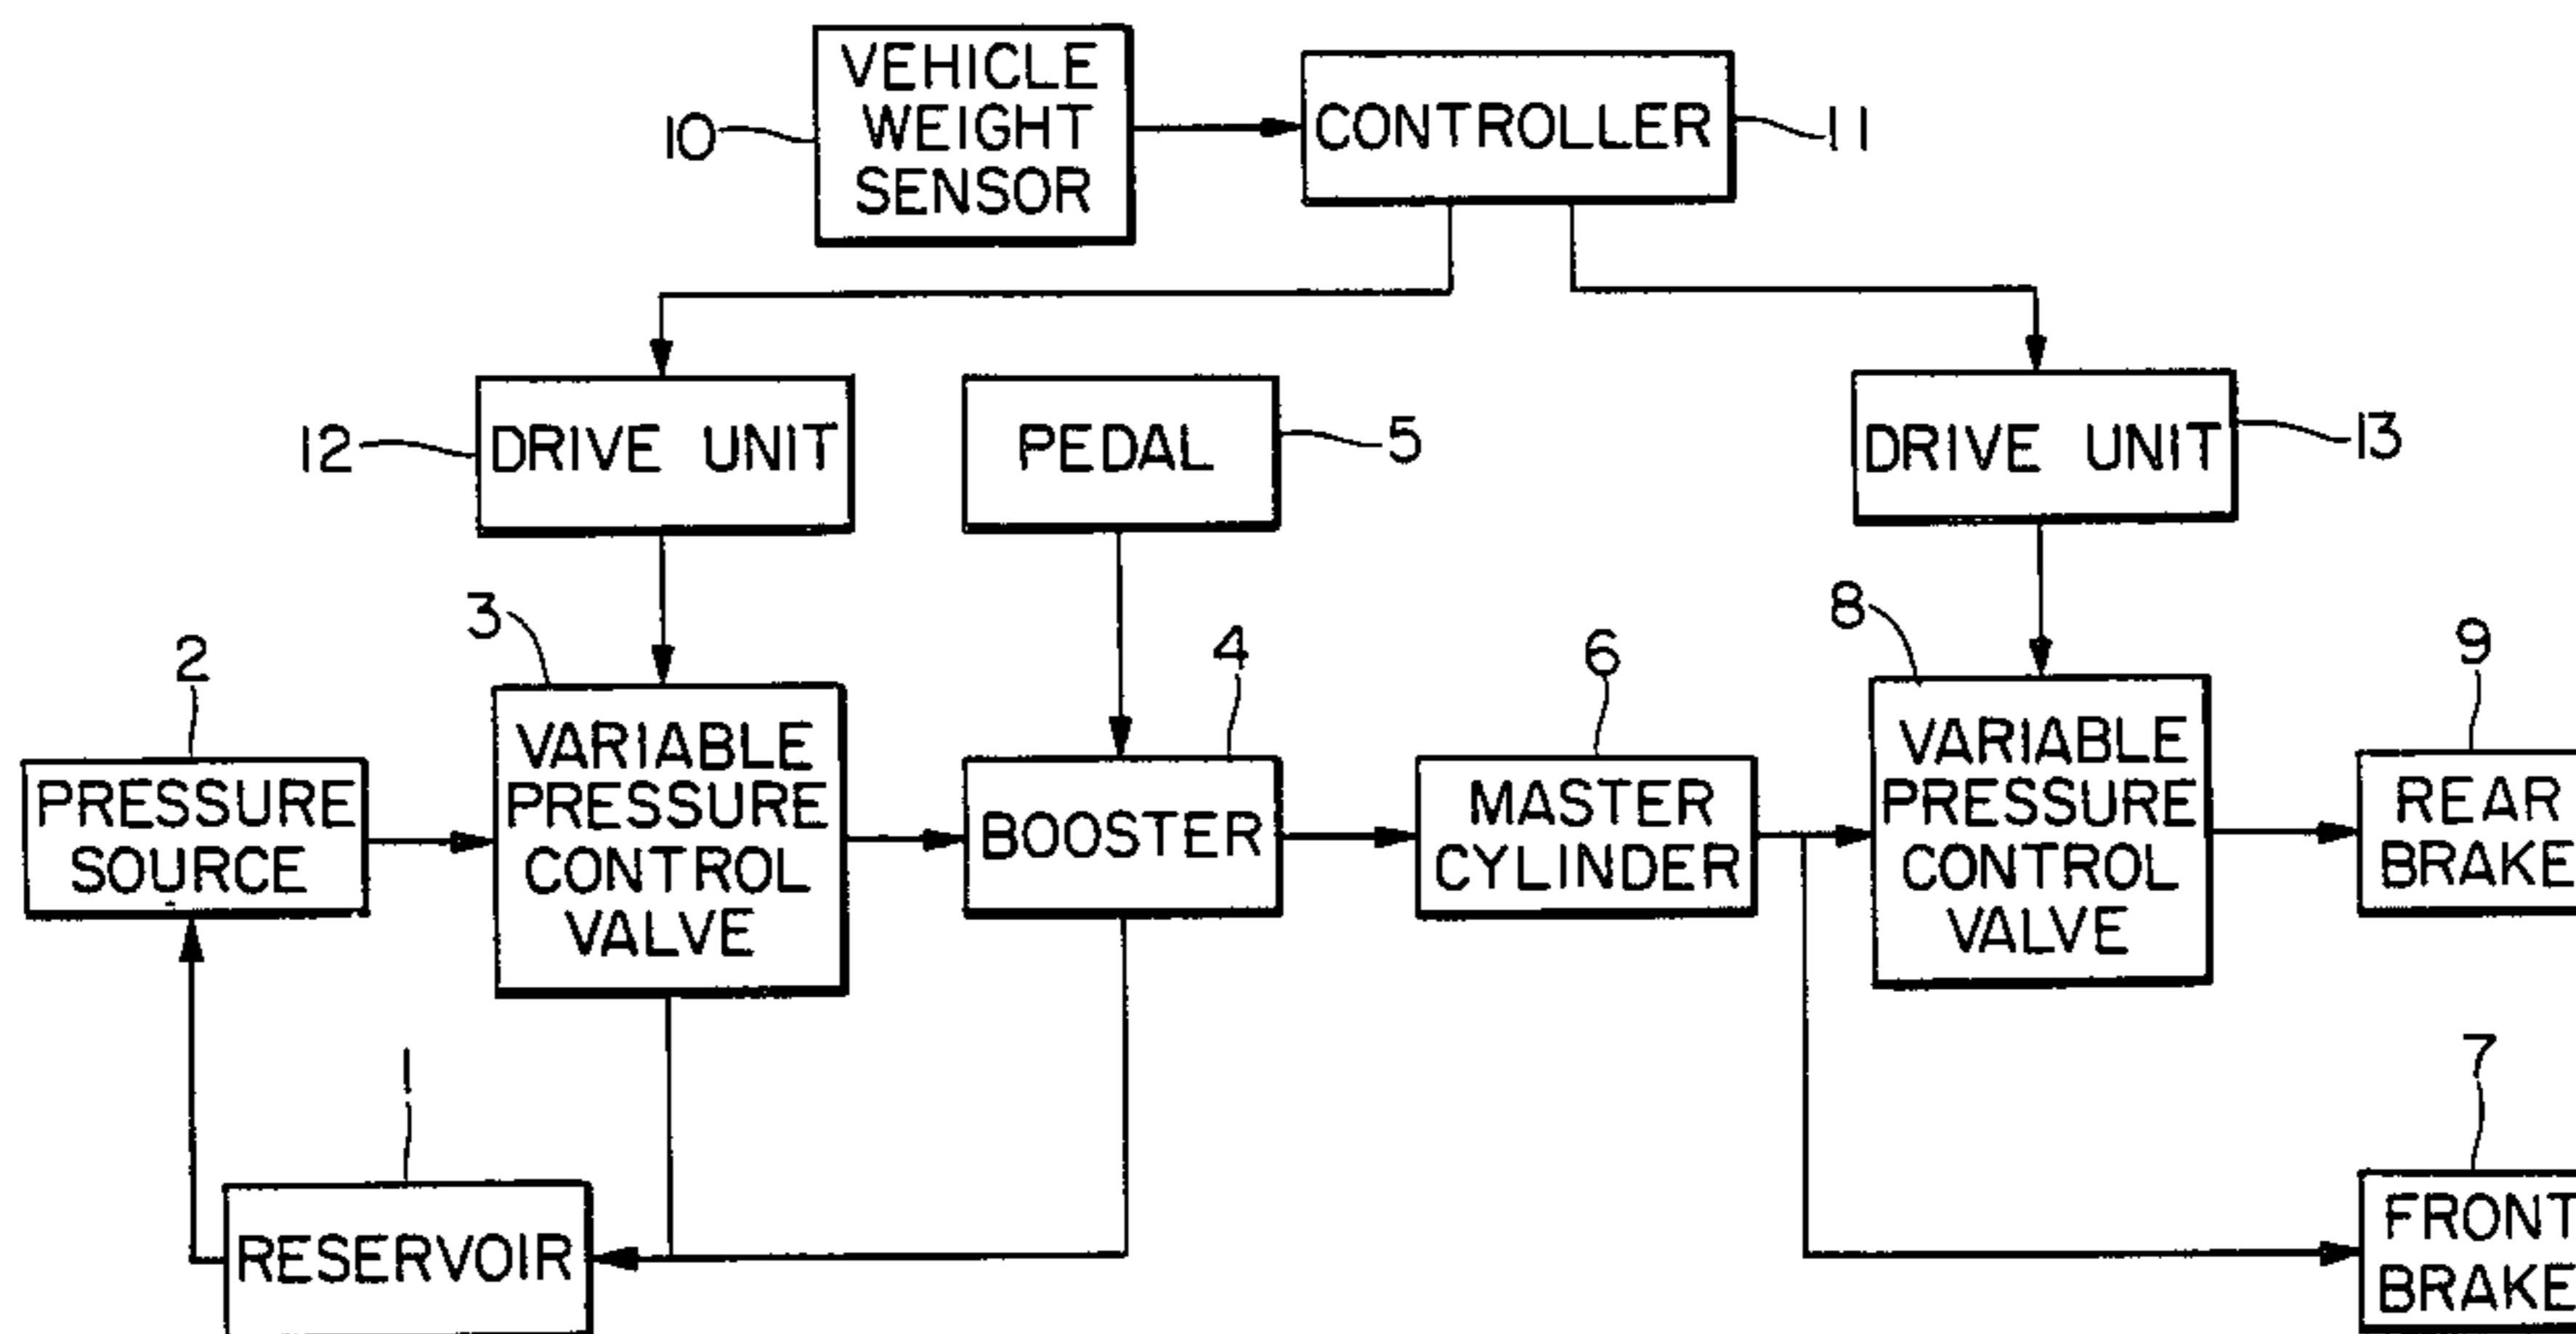 VEHICLE
WEIGHT
SENSOR
10
CONTROLLER
11
12
DRIVE UNIT
PEDAL
5
DRIVE UNIT
13
2
PRESSURE
SOURCE
3
VARIABLE
PRESSURE
CONTROL
VALVE
4
BOOSTER
6
MASTER
CYLINDER
8
VARIABLE
PRESSURE
CONTROL
VALVE
9
REAR
BRAKE
1
RESERVOIR
7
FRONT
BRAKE